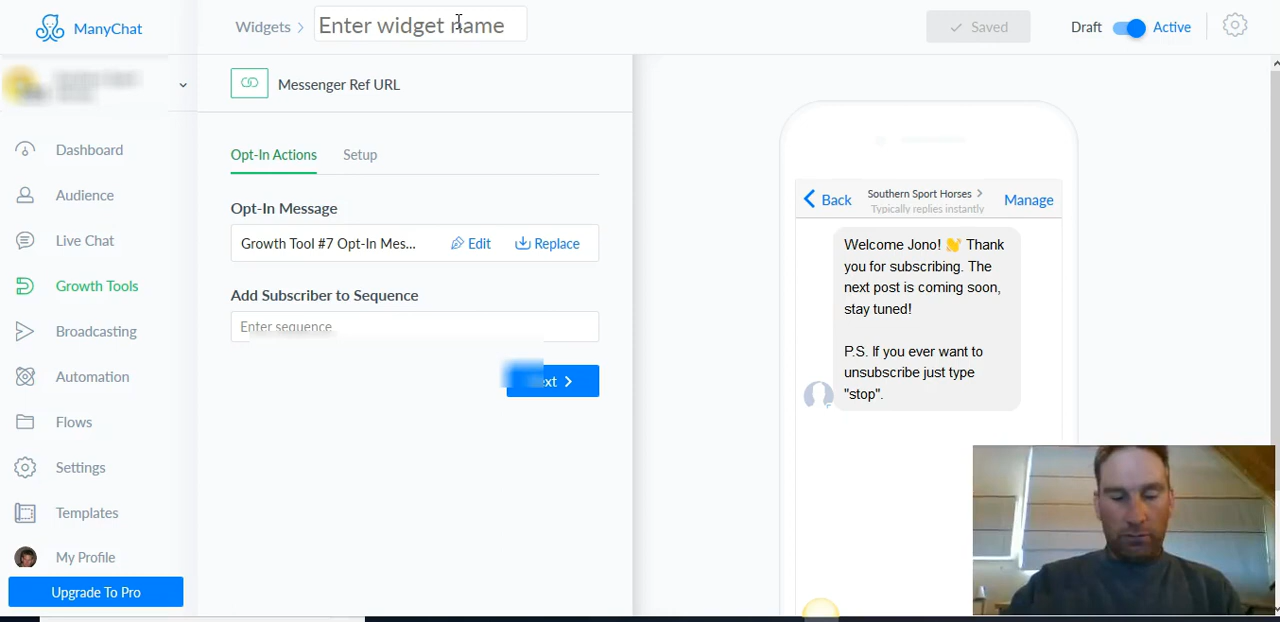 ManyChat
Widgets
Enter widget name
Saved
Draft
Active
Messenger Ref URL
Dashboard
Audience
Live Chat
Growth Tools
Broadcasting
Automation
Flows
Settings
Templates
My Profile
Upgrade To Pro
Opt-In Actions
Setup
Opt-In Message
Growth Tool #7 Opt-In Mes...
Edit
Replace
Add Subscriber to Sequence
Enter sequence
Back
Southern Sport Horses
Typically replies instantly
Manage
Welcome Jono! 👋 Thank
you for subscribing. The
next post is coming soon,
stay tuned!
P.S. If you ever want to
unsubscribe just type
"stop".